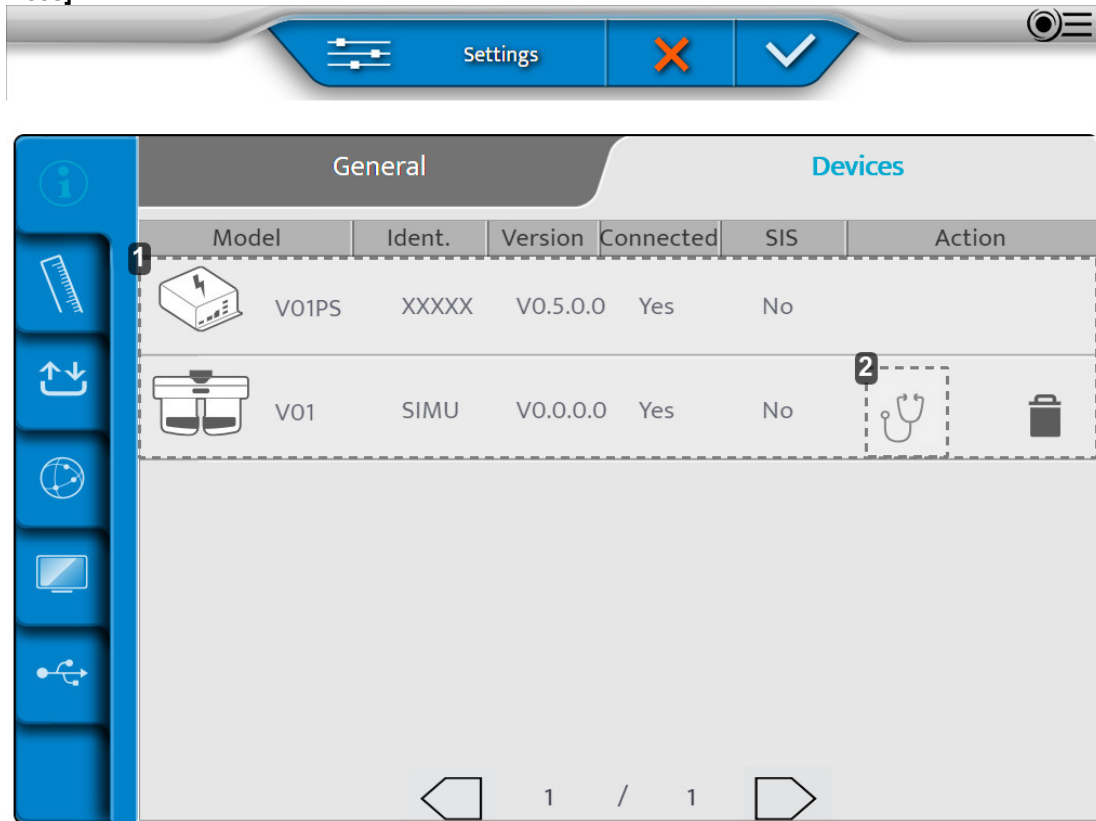 Settings
General Devices
Model Ident. Version Connected SIS Action
1
V01PS XXXXX V0.5.0.0 Yes No
2
V01 SIMU V0.0.0.0 Yes No
1 / 1